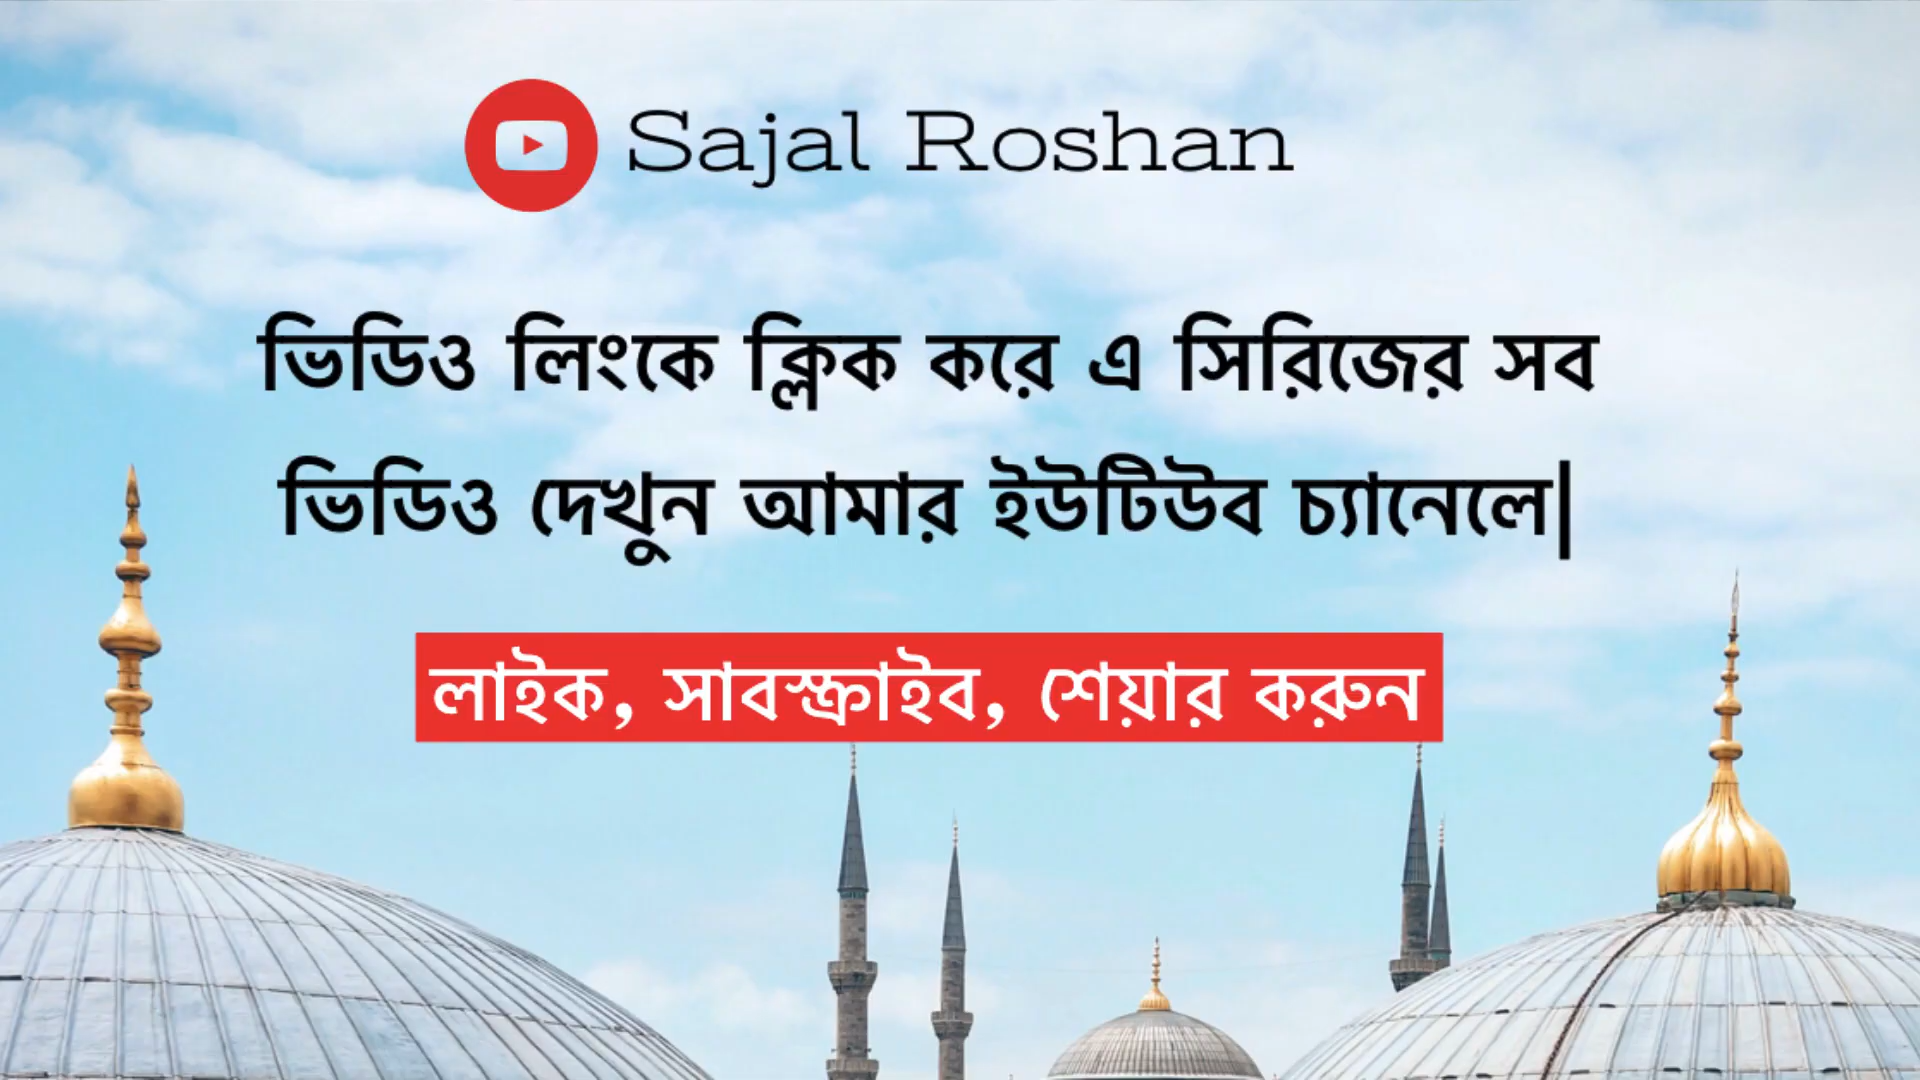 Sajal Roshan
ভিডিও লিংকে ক্লিক করে এ সিরিজের সব
ভিডিও দেখুন আমার ইউটিউব চ্যানেলে|
লাইক, সাবস্ক্রাইব, শেয়ার করুন